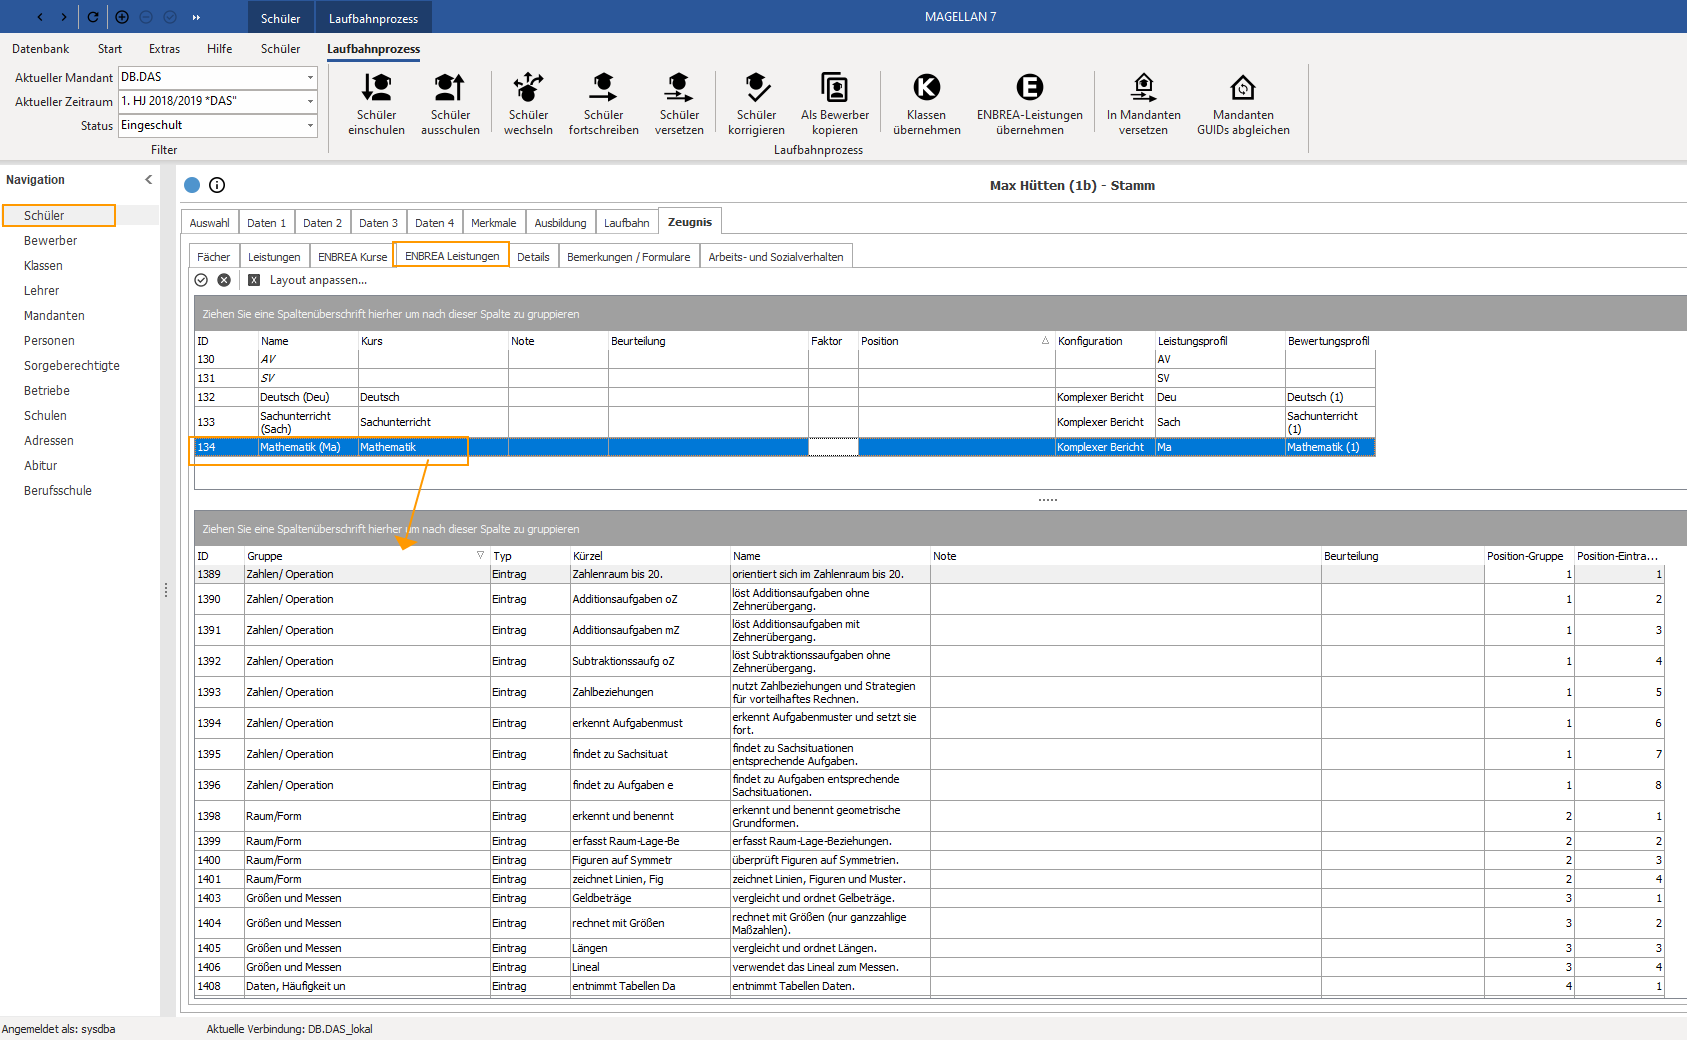 Schüler
Laufbahnprozess
MAGELLAN 7
Datenbank
Start
Extras
Hilfe
Schüler
Laufbahnprozess
Aktueller Mandant DB.DAS
Aktueller Zeitraum 1. HJ 2018/2019 *DAS"
Status Eingeschult
Filter
Schüler einschulen
Schüler ausschulen
Schüler wechseln
Schüler fortschreiben
Schüler versetzen
Schüler korrigieren
Als Bewerber kopieren
Klassen übernehmen
ENBREA-Leistungen übernehmen
In Mandanten versetzen
Mandanten GUIDs abgleichen
Laufbahnprozess
Navigation
Schüler
Bewerber
Klassen
Lehrer
Mandanten
Personen
Sorgeberechtigte
Betriebe
Schulen
Adressen
Abitur
Berufsschule
Max Hütten (1b) - Stamm
Auswahl Daten 1 Daten 2 Daten 3 Daten 4 Merkmale Ausbildung Laufbahn Zeugnis
Fächer Leistungen ENBREA Kurse ENBREA Leistungen Details Bemerkungen / Formulare Arbeits- und Sozialverhalten
Layout anpassen...
Ziehen Sie eine Spaltenüberschrift hierher um nach dieser Spalte zu gruppieren
ID Name Kurs Note Beurteilung Faktor Position Konfiguration Leistungsprofil Bewertungsprofil
130 AV AV
131 SV SV
132 Deutsch (Deu) Deutsch Komplexer Bericht Deu Deutsch (1)
133 Sachunterricht (Sach) Sachunterricht Komplexer Bericht Sach Sachunterricht (1)
134 Mathematik (Ma) Mathematik Komplexer Bericht Ma Mathematik (1)
Ziehen Sie eine Spaltenüberschrift hierher um nach dieser Spalte zu gruppieren
ID Gruppe Typ Kürzel Name Note Beurteilung Position-Gruppe Position-Eintra...
1389 Zahlen/ Operation Eintrag Zahlenraum bis 20. orientiert sich im Zahlenraum bis 20. 1 1
1390 Zahlen/ Operation Eintrag Additionsaufgaben oZ löst Additionsaufgaben ohne Zehnerübergang. 1 2
1391 Zahlen/ Operation Eintrag Additionsaufgaben mZ löst Additionsaufgaben mit Zehnerübergang. 1 3
1392 Zahlen/ Operation Eintrag Subtraktionssaufg oZ löst Subtraktionssaufgaben ohne Zehnerübergang. 1 4
1393 Zahlen/ Operation Eintrag Zahlbeziehungen nutzt Zahlbeziehungen und Strategien für vorteilhaftes Rechnen. 1 5
1394 Zahlen/ Operation Eintrag erkennt Aufgabenmust erkennt Aufgabenmuster und setzt sie fort. 1 6
1395 Zahlen/ Operation Eintrag findet zu Sachsituat findet zu Sachsituationen entsprechende Aufgaben. 1 7
1396 Zahlen/ Operation Eintrag findet zu Aufgaben e findet zu Aufgaben entsprechende Sachsituationen. 1 8
1398 Raum/Form Eintrag erkennt und benennt erkennt und benennt geometrische Grundformen. 2 1
1399 Raum/Form Eintrag erfasst Raum-Lage-Be erfasst Raum-Lage-Beziehungen. 2 2
1400 Raum/Form Eintrag Figuren auf Symmetr überprüft Figuren auf Symmetrien. 2 3
1401 Raum/Form Eintrag zeichnet Linien, Fig zeichnet Linien, Figuren und Muster. 2 4
1403 Größen und Messen Eintrag Geldbeträge vergleicht und ordnet Gelbeträge. 3 1
1404 Größen und Messen Eintrag rechnet mit Größen rechnet mit Größen (nur ganzzahlige Maßzahlen). 3 2
1405 Größen und Messen Eintrag Längen vergleicht und ordnet Längen. 3 3
1406 Größen und Messen Eintrag Lineal verwendet das Lineal zum Messen. 3 4
1408 Daten, Häufigkeit un Eintrag entnimmt Tabellen Da entnimmt Tabellen Daten. 4 1
Angemeldet als: sysdba
Aktuelle Verbindung: DB.DAS_lokal